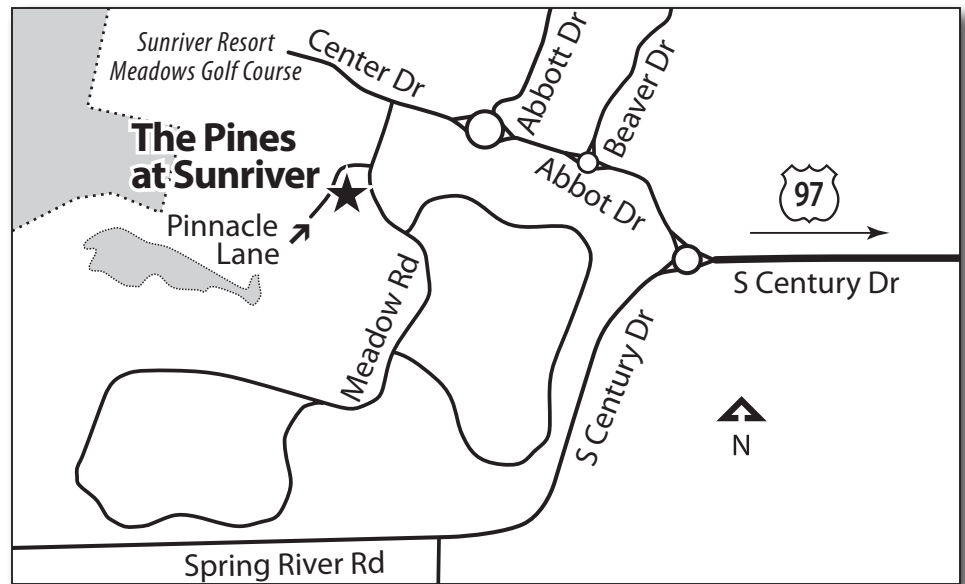 Sunriver Resort
Meadows Golf Course
Center Dr
Abbott Dr
Beaver Dr
The Pines
at Sunriver
Abbot Dr
97
Pinnacle
Lane
S Century Dr
Meadow Rd
S Century Dr
N
Spring River Rd